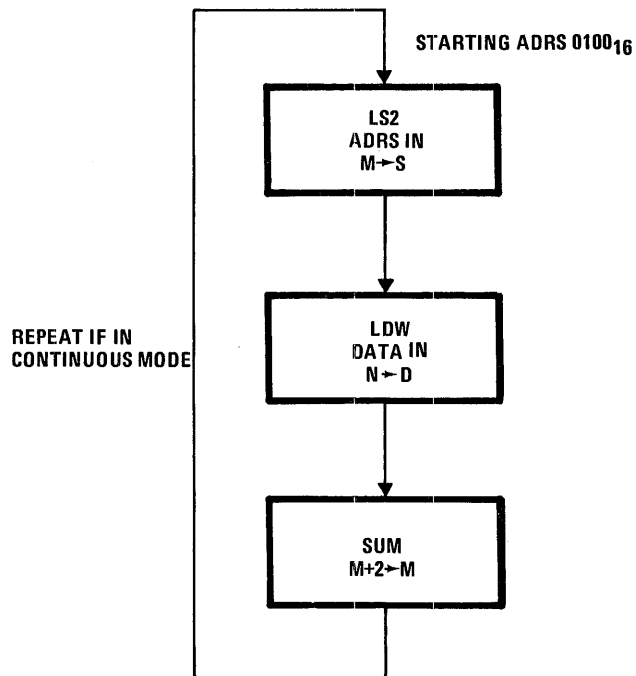 STARTING ADRS 0100₁₆
LS2
ADRS IN
M→S
REPEAT IF IN
CONTINUOUS MODE
LDW
DATA IN
N→D
SUM
M+2→M